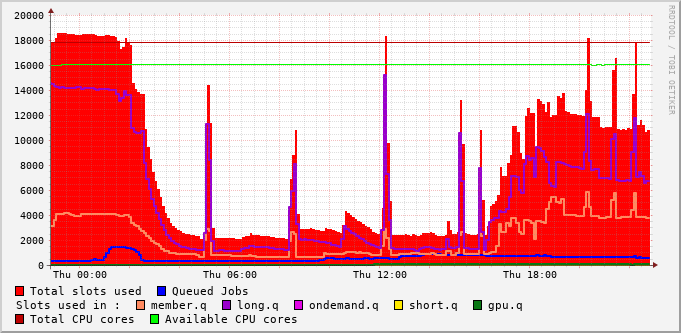 20000
18000
16000
14000
12000
10000
8000
6000
4000
2000
0
Thu 00:00 Thu 06:00 Thu 12:00 Thu 18:00
RRDTOOL / TOBI OETIKER
Total slots used Queued Jobs
Slots used in : member.q long.q ondemand.q short.q gpu.q
Total CPU cores Available CPU cores